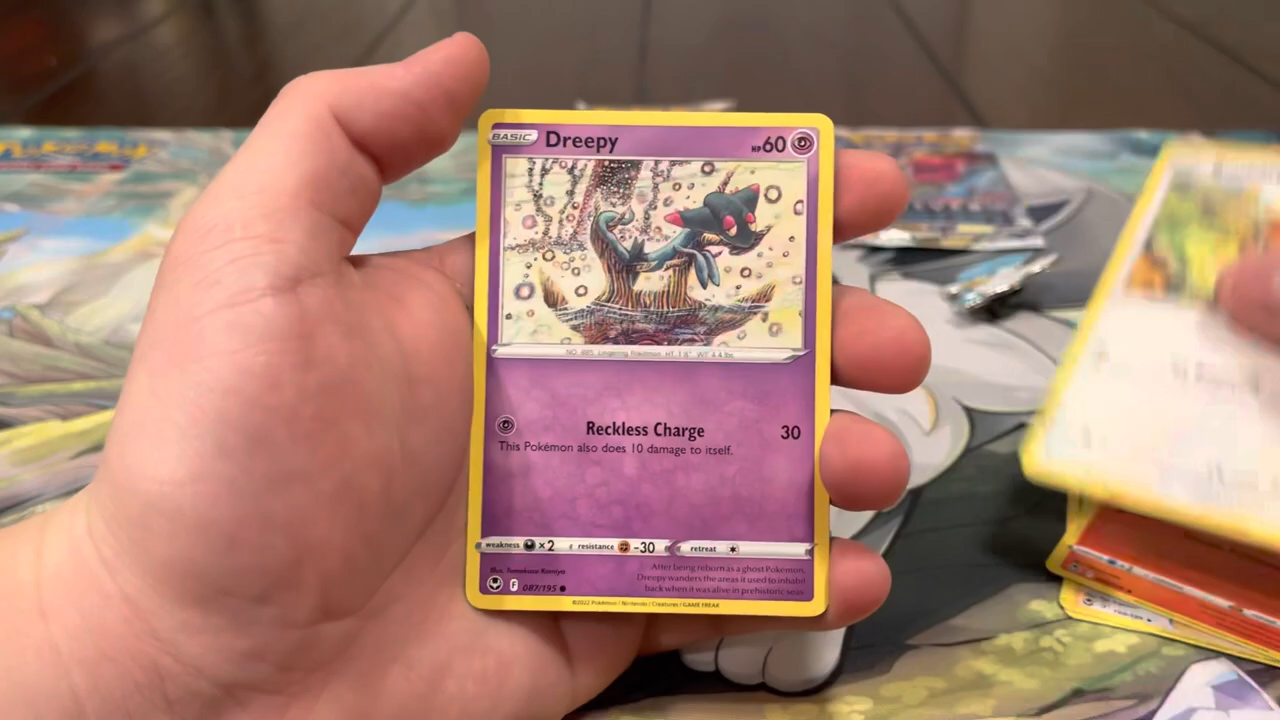 BASIC Dreepy HP 60
NO. 885 Lingering Pokémon HT: 1'8" WT: 4.4 lbs.
Reckless Charge 30
This Pokémon also does 10 damage to itself.
weakness ×2 resistance -30 retreat
Illus. Tomokazu Komiya
After being reborn as a ghost Pokémon,
Dreepy wanders the areas it used to inhabit
back when it was alive in prehistoric seas.
F 087/195
©2022 Pokémon / Nintendo / Creatures / GAME FREAK